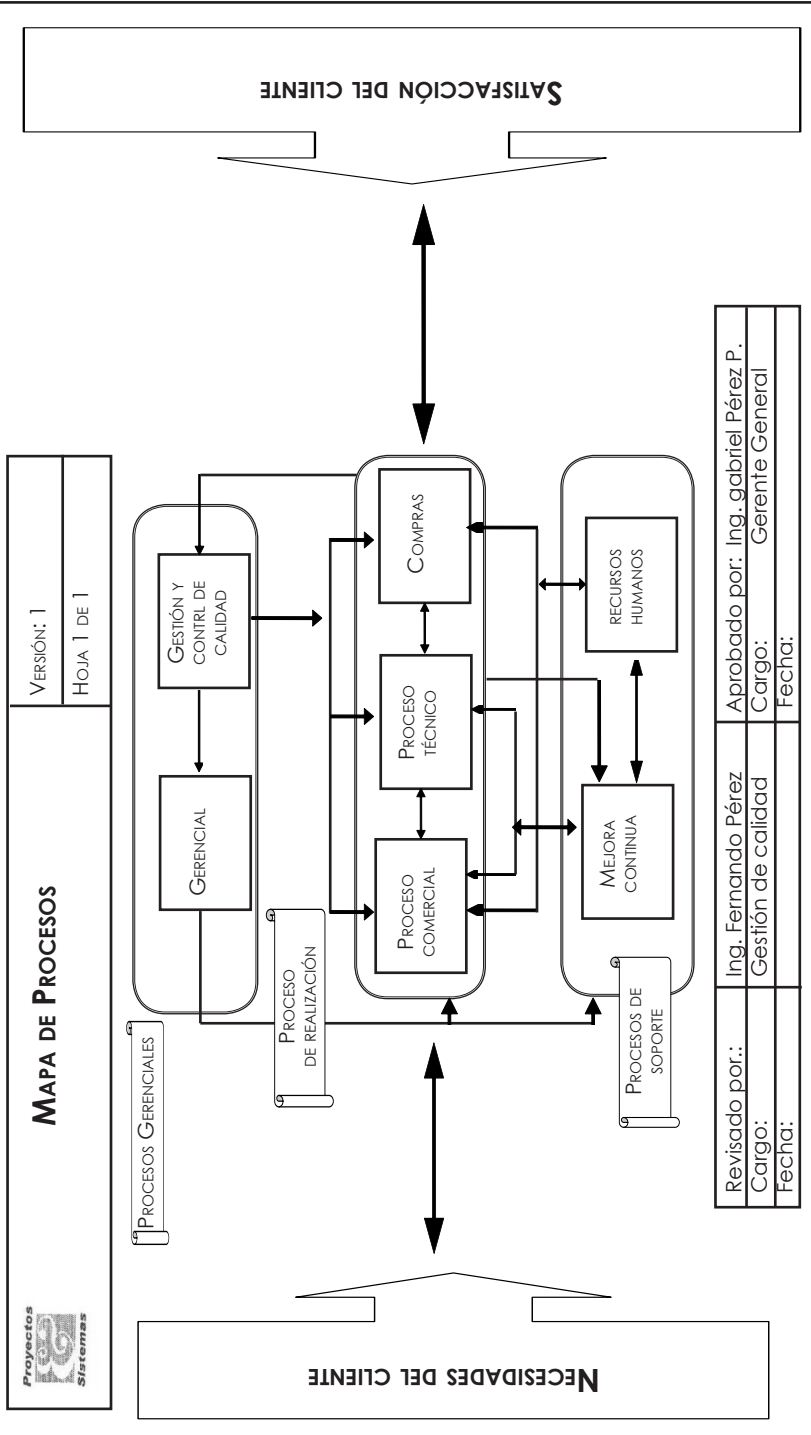 Proyectos
Sistemas
MAPA DE PROCESOS
VERSIÓN: 1
HOJA 1 DE 1
NECESIDADES DEL CLIENTE
PROCESOS GERENCIALES
GERENCIAL
GESTIÓN Y
CONTRL DE
CALIDAD
PROCESO
DE REALIZACIÓN
PROCESO
COMERCIAL
PROCESO
TÉCNICO
COMPRAS
PROCESOS DE
SOPORTE
MEJORA
CONTINUA
RECURSOS
HUMANOS
SATISFACCCIÓN DEL CLIENTE
Revisado por.: Ing. Fernando Pérez Aprobado por: Ing. gabriel Pérez P.
Cargo: Gestión de calidad Cargo: Gerente General
Fecha: Fecha: